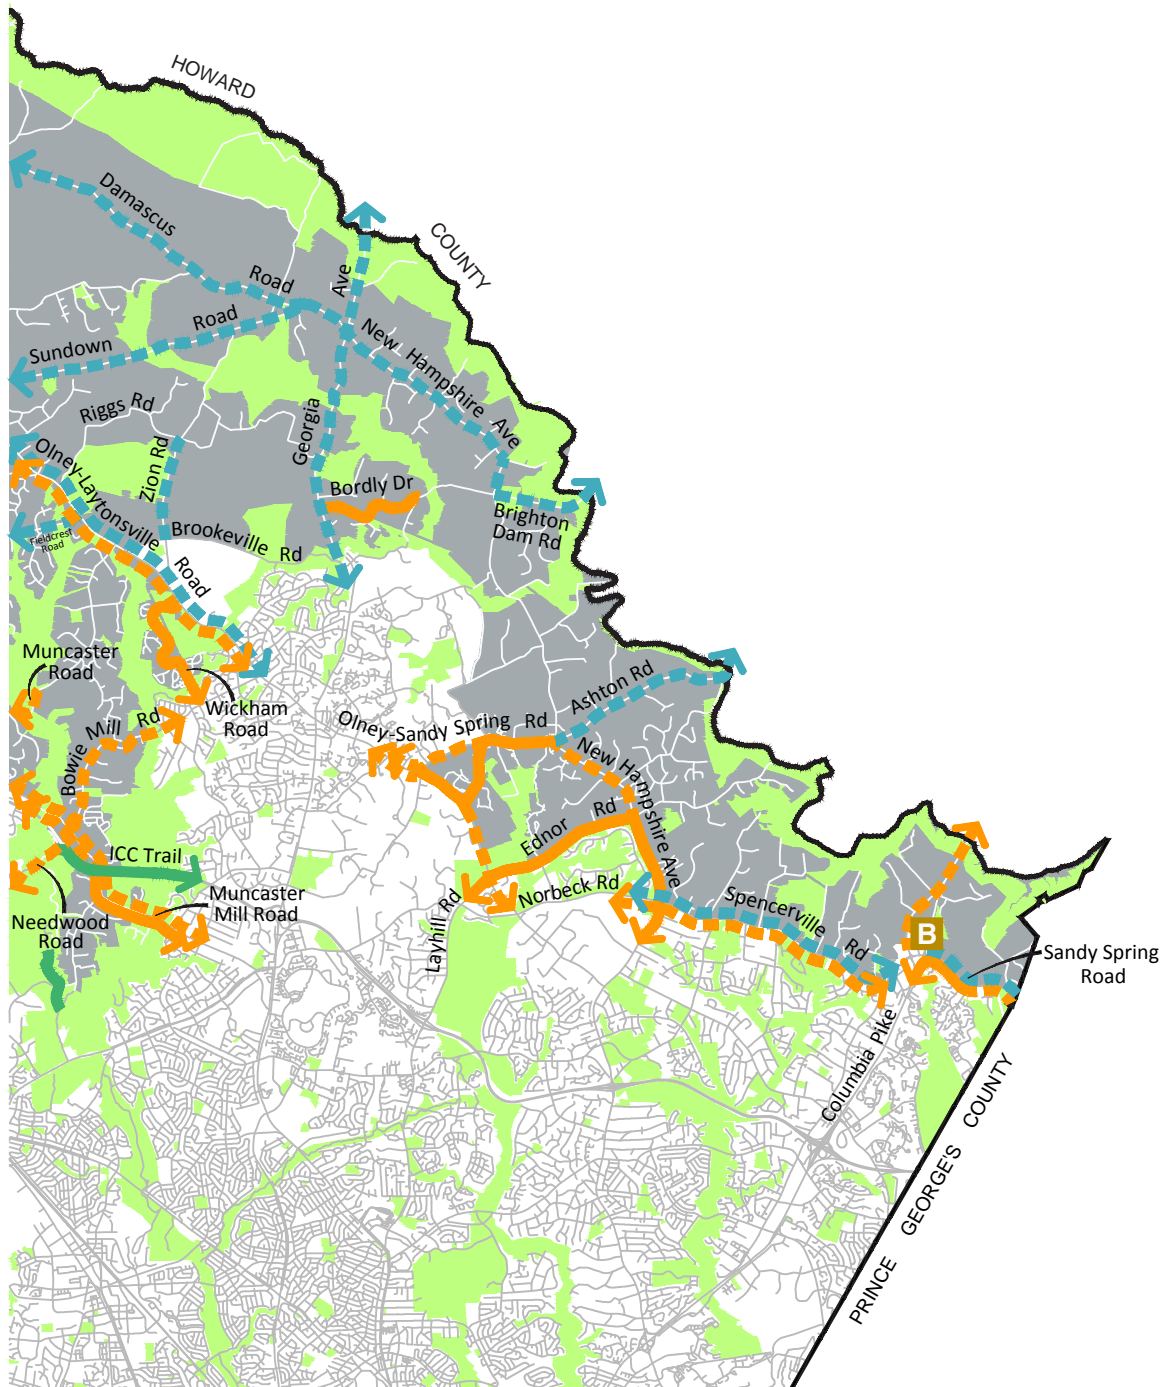 HOWARD
COUNTY
Damascus
Road
Ave
Road
Sundown
New Hampshire Ave
Riggs Rd
Georgia
Zion Rd
Olney-Laytonsville
Road
Bordly Dr
Brighton
Dam Rd
Brookeville Rd
Fieldcrest
Road
Muncaster
Road
Wickham
Road
Ashton Rd
Olney-Sandy Spring Rd
Bowie
Mill Rd
New Hampshire Ave
Ednor Rd
ICC Trail
Muncaster
Mill Road
Norbeck Rd
Layhill Rd
Spencerville
Rd
Needwood
Road
B
Sandy Spring
Road
Columbia Pike
PRINCE GEORGE'S COUNTY